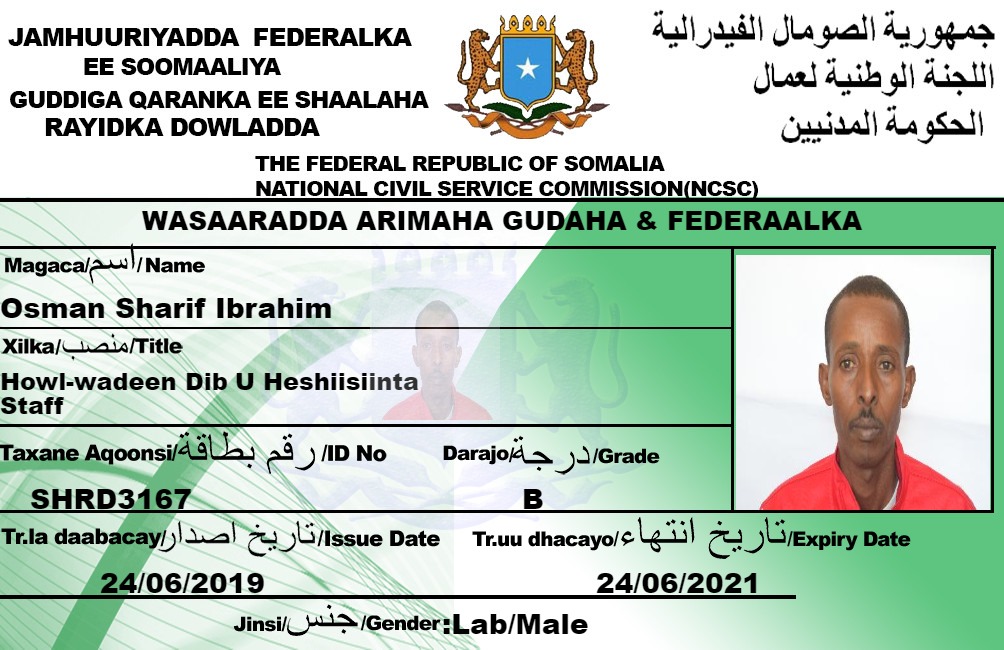 JAMHUURIYADDA FEDERALKA
EE SOOMAALIYA
GUDDIGA QARANKA EE SHAALAHA
RAYIDKA DOWLADDA
جمهورية الصومال الفيدرالية
اللجنة الوطنية لعمال
الحكومة المدنيين
THE FEDERAL REPUBLIC OF SOMALIA
NATIONAL CIVIL SERVICE COMMISSION(NCSC)
WASAARADDA ARIMAHA GUDAHA & FEDERAALKA
Magaca/اسم/Name
Osman Sharif Ibrahim
Xilka/منصب/Title
Howl-wadeen Dib U Heshiisiinta
Staff
Taxane Aqoonsi/رقم بطاقة/ID No Darajo/درجة/Grade
SHRD3167 B
Tr.la daabacay/تاريخ اصدار/Issue Date Tr.uu dhacayo/تاريخ انتهاء/Expiry Date
24/06/2019 24/06/2021
Jinsi/جنس/Gender:Lab/Male